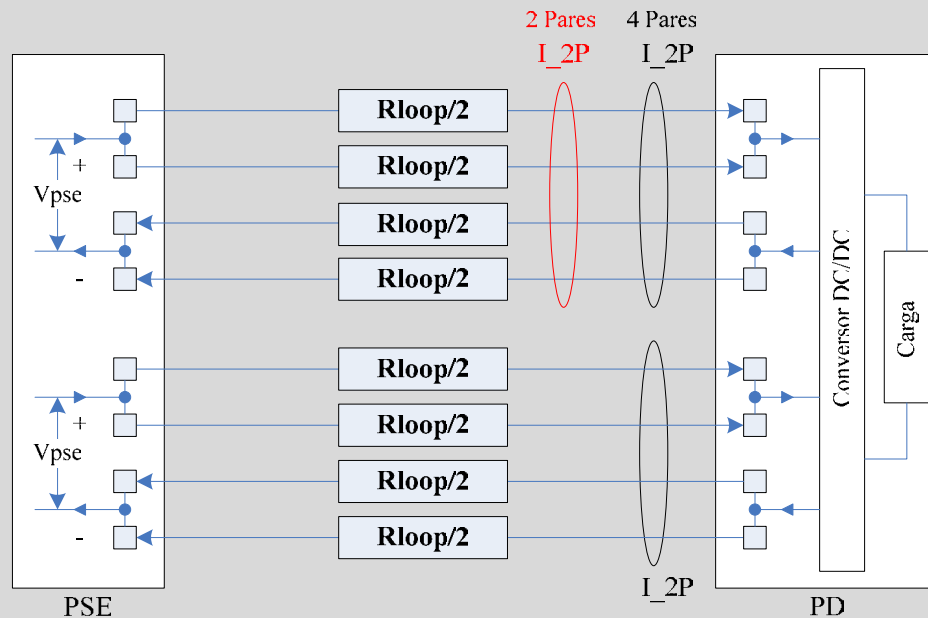 2 Pares
4 Pares
I_2P
I_2P
Rloop/2
Rloop/2
+
Vpse
Rloop/2
-
Rloop/2
Conversor DC/DC
Carga
Rloop/2
Rloop/2
+
Vpse
Rloop/2
-
Rloop/2
I_2P
PSE
PD